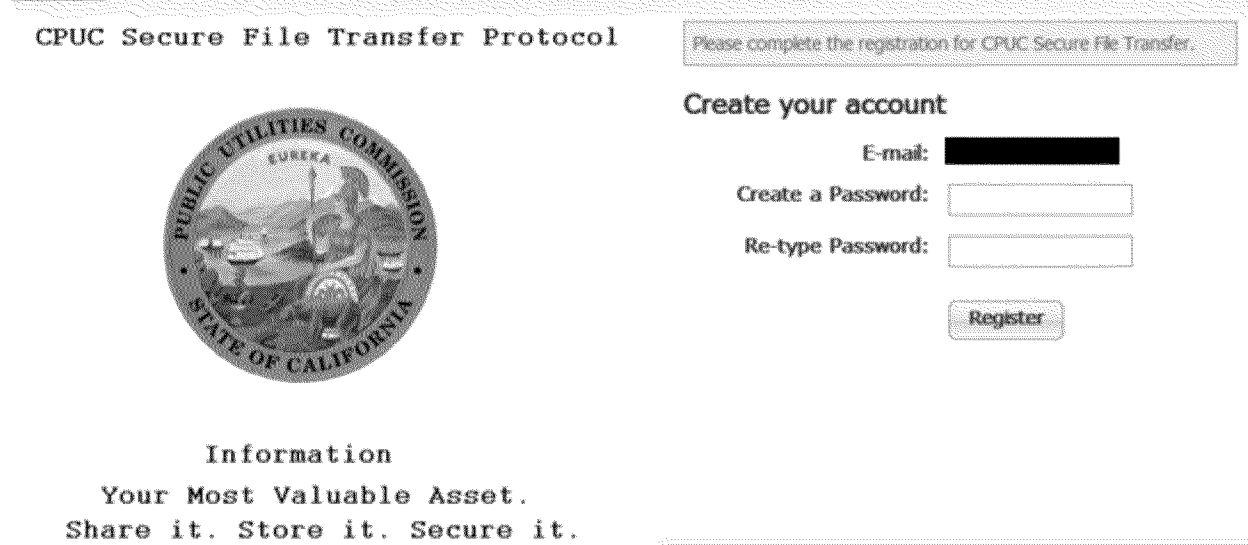 CPUC Secure File Transfer Protocol
PUBLIC UTILITIES COMMISSION
EUREKA
STATE OF CALIFORNIA
Information
Your Most Valuable Asset.
Share it. Store it. Secure it.
Please complete the registration for CPUC Secure File Transfer.
Create your account
E-mail:
Create a Password:
Re-type Password:
Register